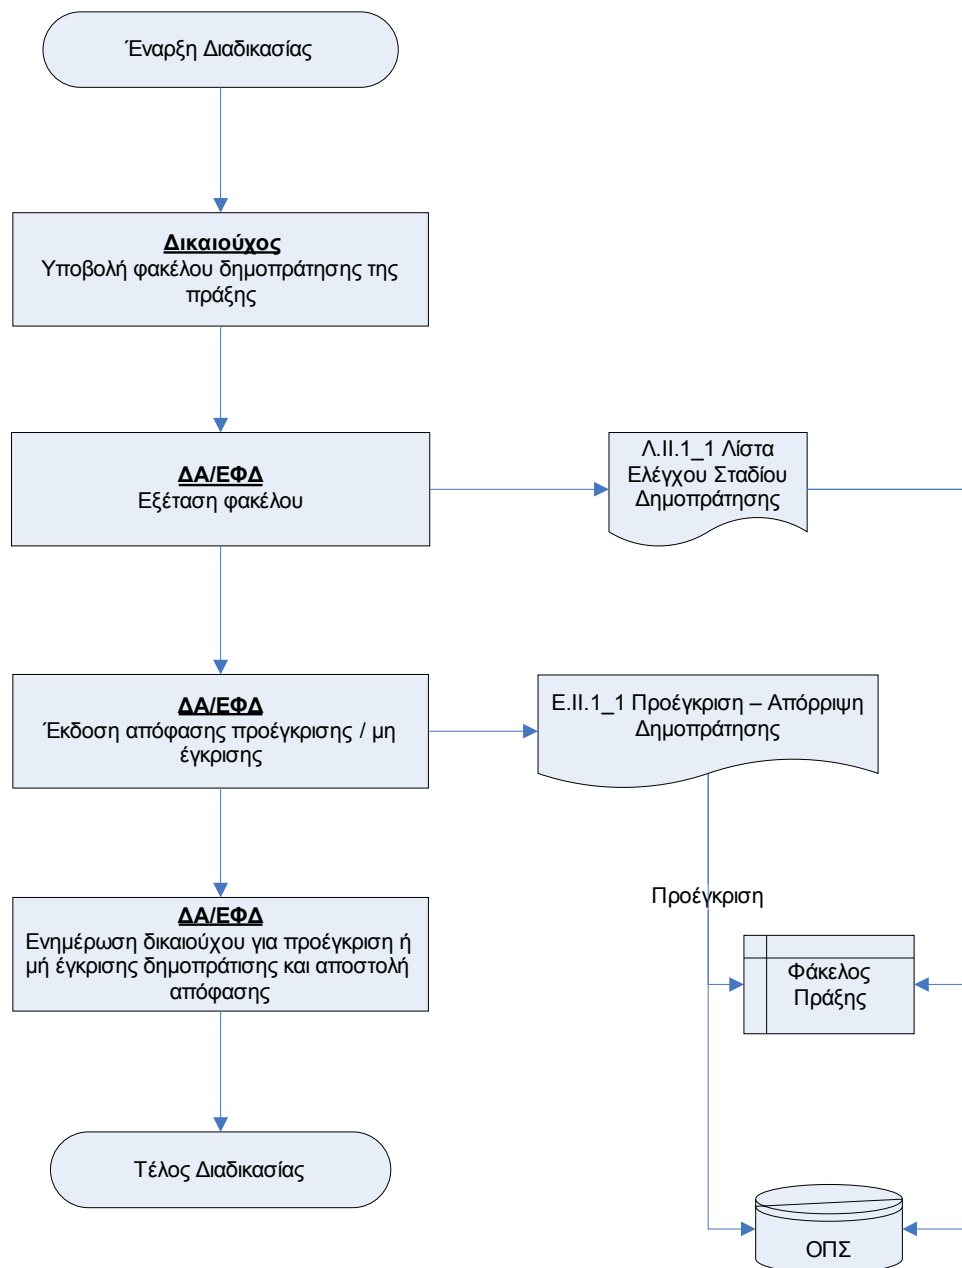 Έναρξη Διαδικασίας
Δικαιούχος
Υποβολή φακέλου δημοπράτησης της
πράξης
ΔΑ/ΕΦΔ
Εξέταση φακέλου
Λ.ΙΙ.1_1 Λίστα
Ελέγχου Σταδίου
Δημοπράτησης
ΔΑ/ΕΦΔ
Έκδοση απόφασης προέγκρισης / μη
έγκρισης
Ε.ΙΙ.1_1 Προέγκριση – Απόρριψη
Δημοπράτησης
Προέγκριση
ΔΑ/ΕΦΔ
Ενημέρωση δικαιούχου για προέγκριση ή
μή έγκρισης δημοπράτισης και αποστολή
απόφασης
Φάκελος
Πράξης
Τέλος Διαδικασίας
ΟΠΣ